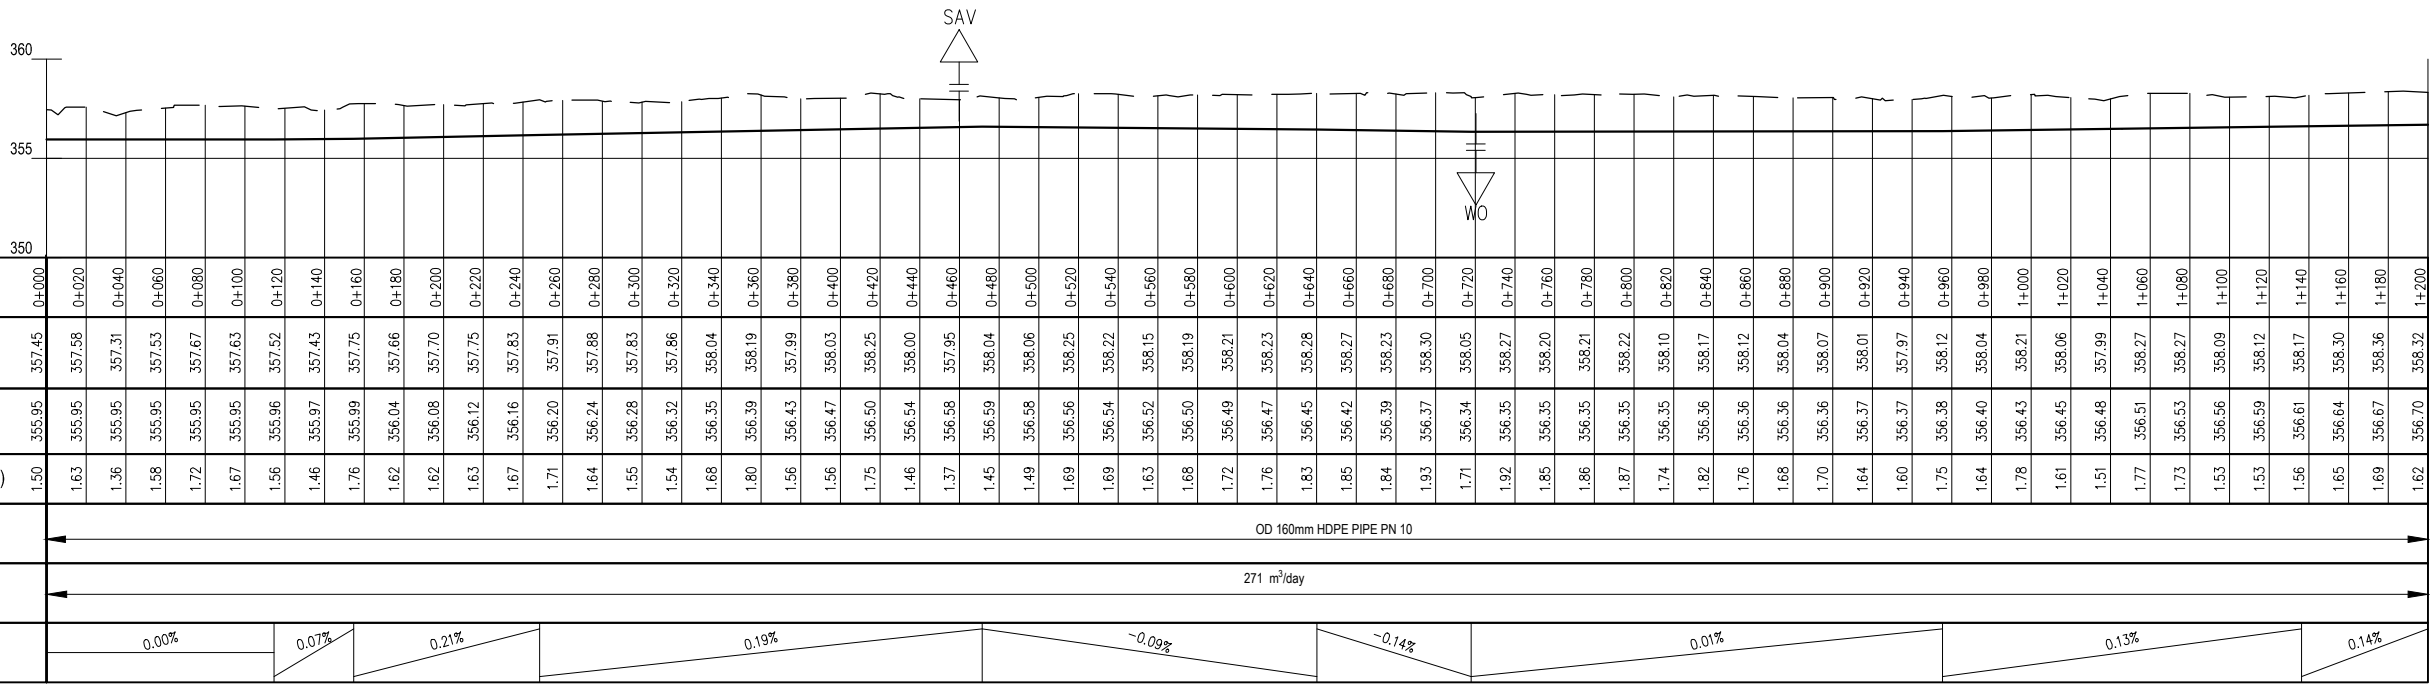 SAV
360
355
WO
350
0+000 0+020 0+040 0+060 0+080 0+100 0+120 0+140 0+160 0+180 0+200 0+220 0+240 0+260 0+280 0+300 0+320 0+340 0+360 0+380 0+400 0+420 0+440 0+460 0+480 0+500 0+520 0+540 0+560 0+580 0+600 0+620 0+640 0+660 0+680 0+700 0+720 0+740 0+760 0+780 0+800 0+820 0+840 0+860 0+880 0+900 0+920 0+940 0+960 0+980 1+000 1+020 1+040 1+060 1+080 1+100 1+120 1+140 1+160 1+180 1+200
357.45 357.58 357.31 357.53 357.67 357.63 357.52 357.43 357.75 357.66 357.70 357.75 357.83 357.91 357.88 357.83 357.86 358.04 358.19 357.99 358.03 358.25 358.00 357.95 358.04 358.06 358.25 358.22 358.15 358.19 358.21 358.23 358.28 358.27 358.23 358.30 358.05 358.27 358.20 358.21 358.22 358.10 358.17 358.12 358.04 358.07 358.01 357.97 358.12 358.04 358.21 358.06 357.99 358.27 358.27 358.09 358.12 358.17 358.30 358.36 358.32
355.95 355.95 355.95 355.95 355.95 355.95 355.96 355.97 355.99 356.04 356.08 356.12 356.16 356.20 356.24 356.28 356.32 356.35 356.39 356.43 356.47 356.50 356.54 356.58 356.59 356.58 356.56 356.54 356.52 356.50 356.49 356.47 356.45 356.42 356.39 356.37 356.34 356.35 356.35 356.35 356.35 356.35 356.36 356.36 356.36 356.36 356.37 356.37 356.38 356.40 356.43 356.45 356.48 356.51 356.53 356.56 356.59 356.61 356.64 356.67 356.70
) 1.50 1.63 1.36 1.58 1.72 1.67 1.56 1.46 1.76 1.62 1.62 1.63 1.67 1.71 1.64 1.55 1.54 1.68 1.80 1.56 1.56 1.75 1.46 1.37 1.45 1.49 1.69 1.69 1.63 1.68 1.72 1.76 1.83 1.85 1.84 1.93 1.71 1.92 1.85 1.86 1.87 1.74 1.82 1.76 1.68 1.70 1.64 1.60 1.75 1.64 1.78 1.61 1.51 1.77 1.73 1.53 1.53 1.56 1.65 1.69 1.62
OD 160mm HDPE PIPE PN 10
271 m³/day
0.00% 0.07% 0.21% 0.19% -0.09% -0.14% 0.01% 0.13% 0.14%